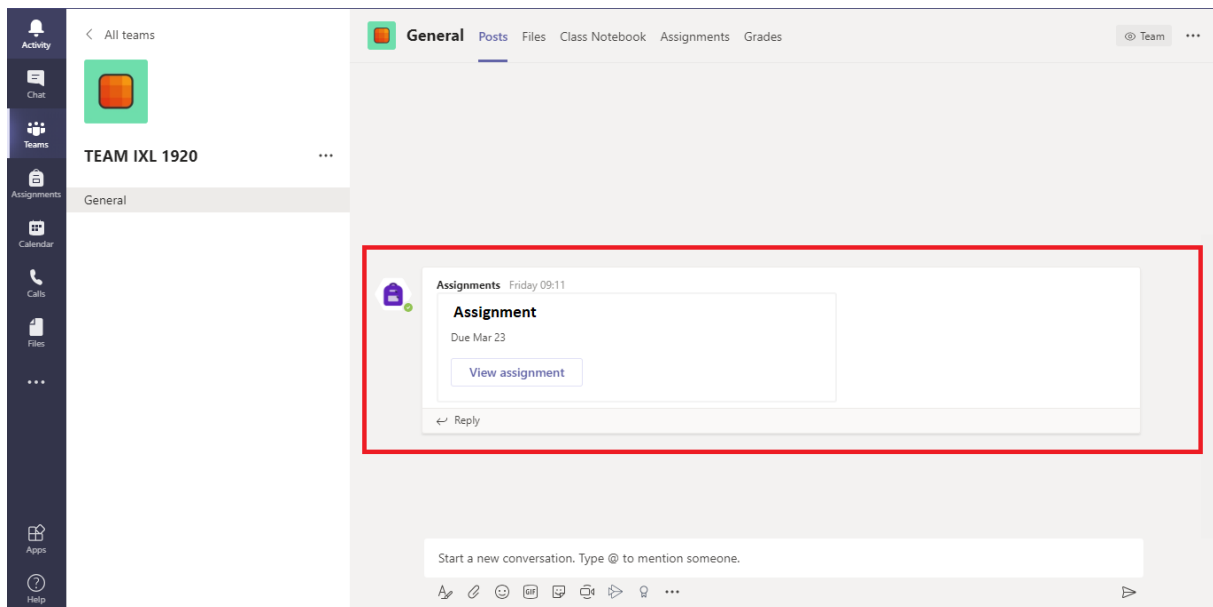 Activity
Chat
Teams
Assignments
Calendar
Calls
Files
Apps
Help
All teams
TEAM IXL 1920
General
General Posts Files Class Notebook Assignments Grades
Team
Assignments Friday 09:11
Assignment
Due Mar 23
View assignment
Reply
Start a new conversation. Type @ to mention someone.
GIF